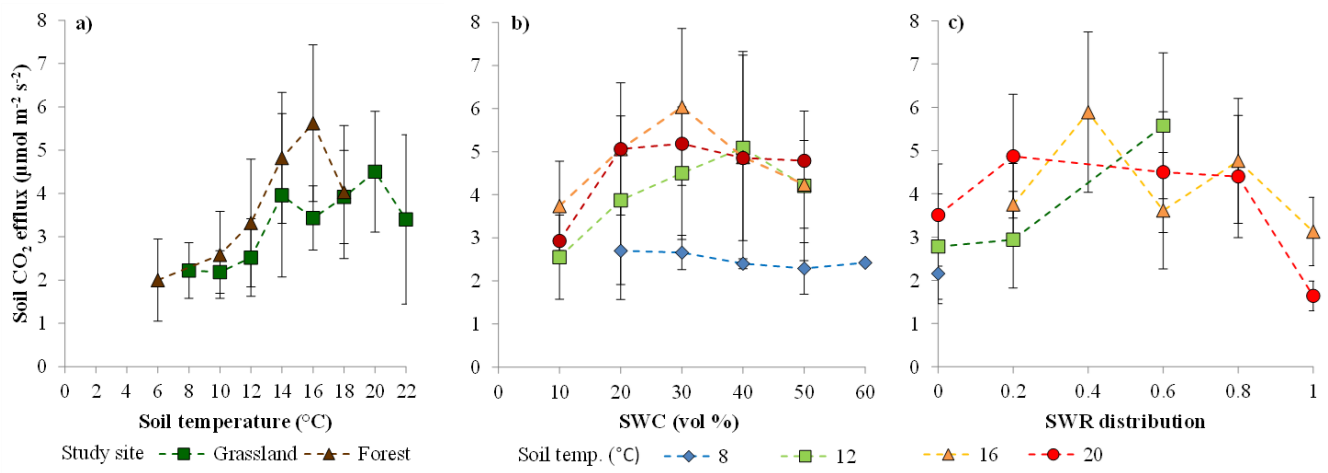 a)
b)
c)
Soil CO₂ efflux (µmol m⁻² s⁻²)
8
7
6
5
4
3
2
1
0
0 2 4 6 8 10 12 14 16 18 20 22
Soil temperature (°C)
8
7
6
5
4
3
2
1
0
0 10 20 30 40 50 60
SWC (vol %)
8
7
6
5
4
3
2
1
0
0 0.2 0.4 0.6 0.8 1
SWR distribution
Study site Grassland Forest
Soil temp. (°C) 8 12 16 20